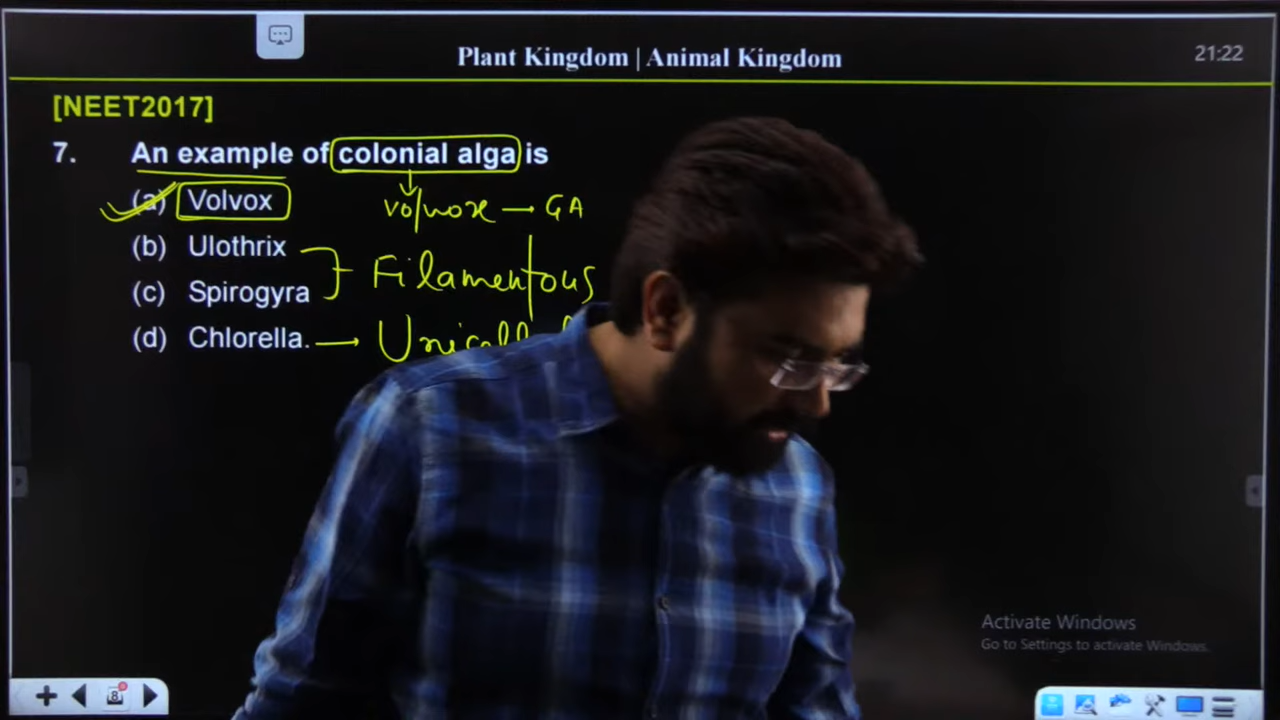 Plant Kingdom | Animal Kingdom
21:22
[NEET2017]
7. An example of colonial alga is
(a) Volvox
Volvox → GA
(b) Ulothrix
(c) Spirogyra
Filamentous
(d) Chlorella. →
Activate Windows
Go to Settings to activate Windows.
8